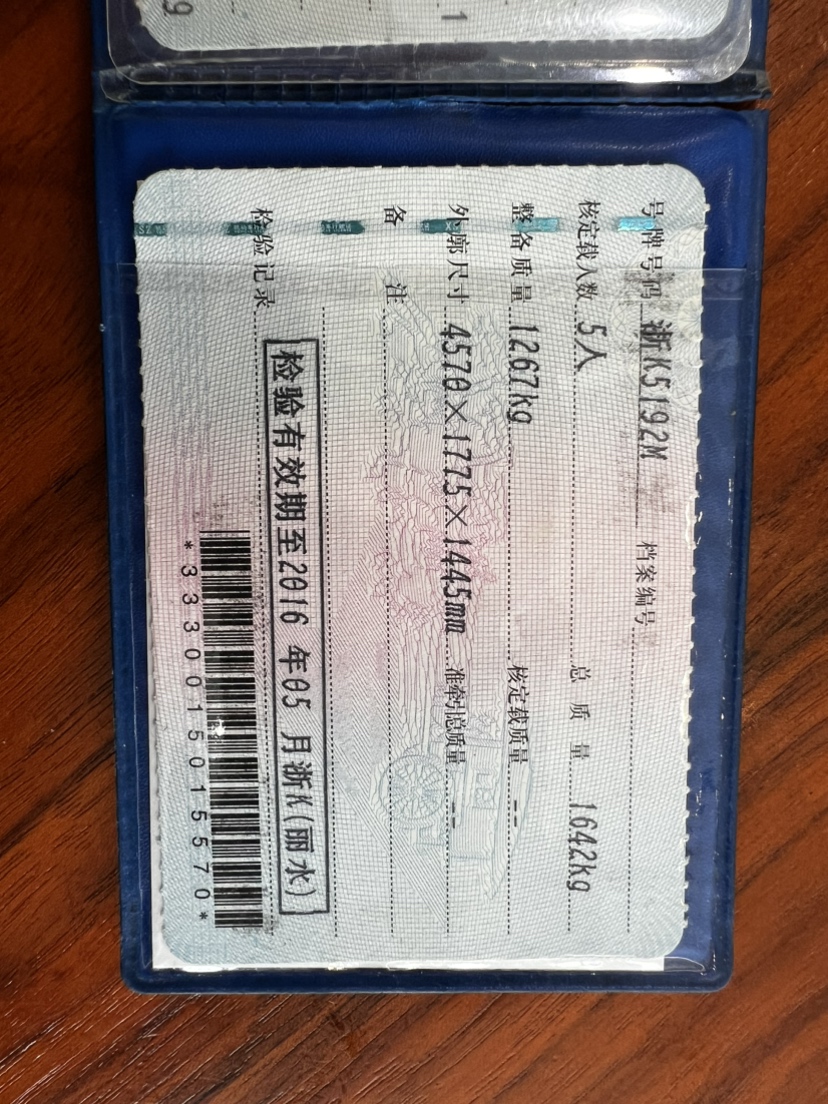 号牌号码 浙K5192M 档案编号
核定载人数 5人 总质量 1642kg
整备质量 1267kg 核定载质量 --
外廓尺寸 4570×1775×1445mm 准牵引总质量 --
备注
检验有效期至2016年05月浙K(丽水)
检验记录
*3330015015570*